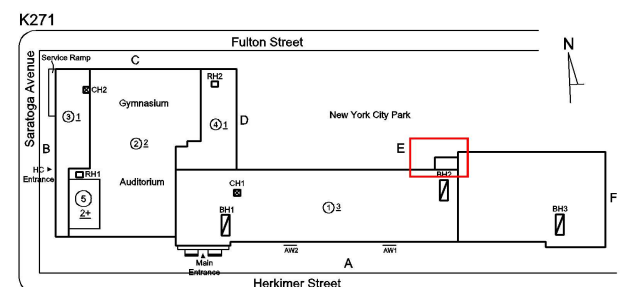 K271
Fulton Street
N
Saratoga Avenue
Service Ramp
C
RH2
CH2
Gymnasium
3 1
4 1
D
New York City Park
2 2
B
E
HC Entrance
RH1
Auditorium
CH1
BH2
5
2+
1 3
BH1
BH3
F
AW2
AW1
Main
Entrance
A
Herkimer Street